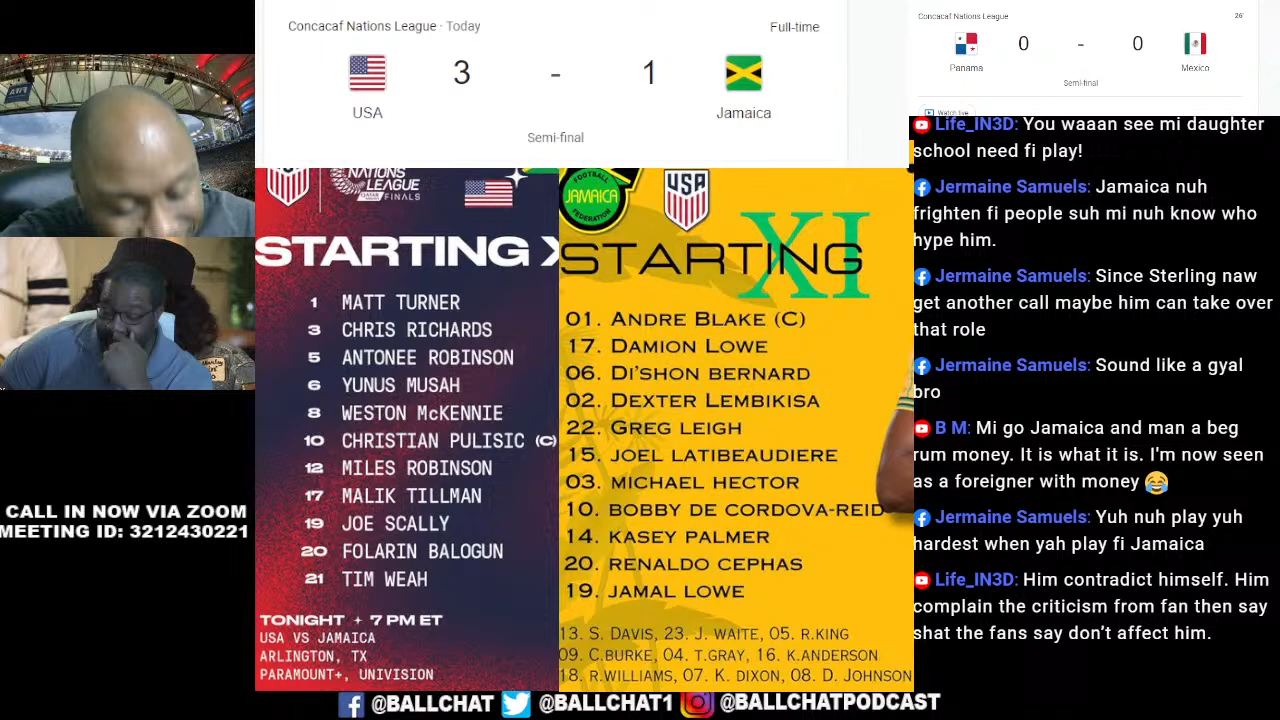 CALL IN NOW VIA ZOOM
MEETING ID: 3212430221
Concacaf Nations League · Today
Full-time
3 - 1
USA
Jamaica
Semi-final
NATIONS
LEAGUE
FINALS
STARTING X
1 MATT TURNER
3 CHRIS RICHARDS
5 ANTONEE ROBINSON
6 YUNUS MUSAH
8 WESTON McKENNIE
10 CHRISTIAN PULISIC (C)
12 MILES ROBINSON
17 MALIK TILLMAN
19 JOE SCALLY
20 FOLARIN BALOGUN
21 TIM WEAH
TONIGHT + 7 PM ET
USA VS JAMAICA
ARLINGTON, TX
PARAMOUNT+, UNIVISION
FOOTBALL
JAMAICA
FEDERATION
USA
STARTING XI
01. ANDRE BLAKE (C)
17. DAMION LOWE
06. DI'SHON BERNARD
02. DEXTER LEMBIKISA
22. GREG LEIGH
15. JOEL LATIBEAUDIERE
03. MICHAEL HECTOR
10. BOBBY DE CORDOVA-REID
14. KASEY PALMER
20. RENALDO CEPHAS
19. JAMAL LOWE
13. S. DAVIS, 23. J. WAITE, 05. R.KING
09. C.BURKE, 04. T.GRAY, 16. K.ANDERSON
18. R.WILLIAMS, 07. K. DIXON, 08. D. JOHNSON
Concacaf Nations League
26'
0 - 0
Panama
Mexico
Semi-final
Watch live
Life_IN3D: You waaan see mi daughter
school need fi play!
Jermaine Samuels: Jamaica nuh
frighten fi people suh mi nuh know who
hype him.
Jermaine Samuels: Since Sterling naw
get another call maybe him can take over
that role
Jermaine Samuels: Sound like a gyal
bro
B M: Mi go Jamaica and man a beg
rum money. It is what it is. I'm now seen
as a foreigner with money 😂
Jermaine Samuels: Yuh nuh play yuh
hardest when yah play fi Jamaica
Life_IN3D: Him contradict himself. Him
complain the criticism from fan then say
shat the fans say don't affect him.
@BALLCHAT @BALLCHAT1 @BALLCHATPODCAST